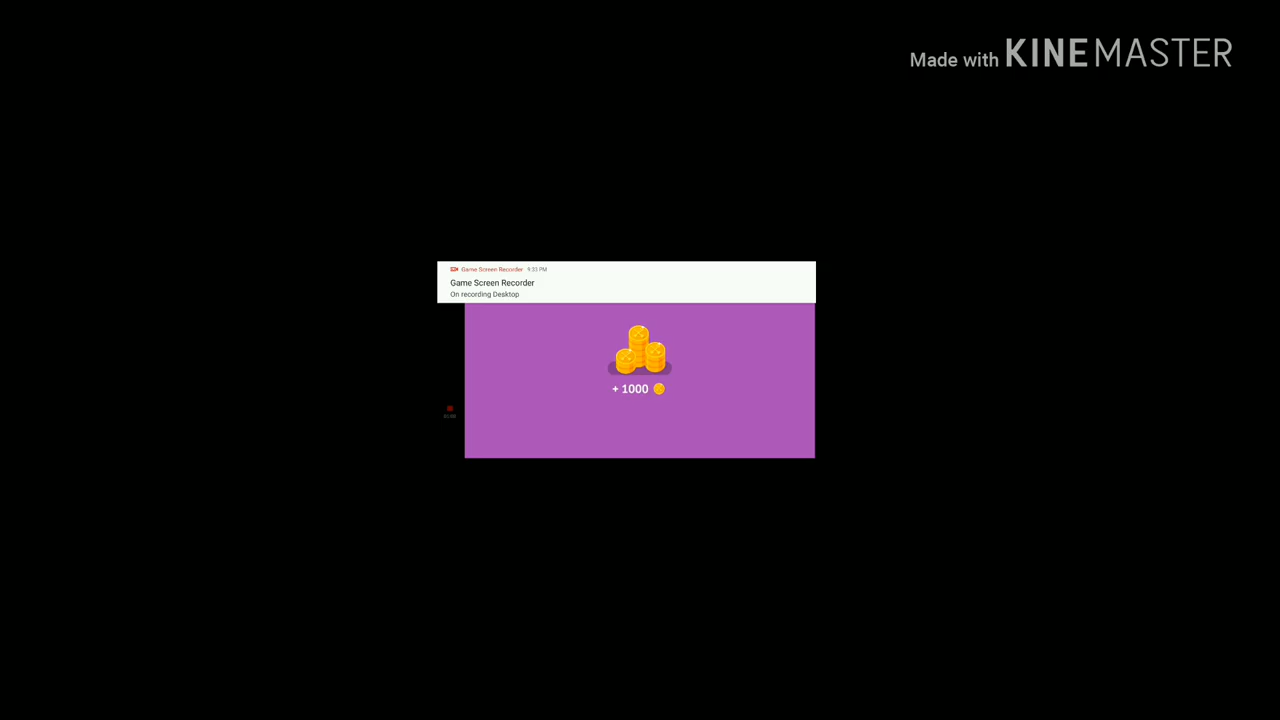 Made with KINEMASTER
Game Screen Recorder 9:33 PM
Game Screen Recorder
On recording Desktop
+ 1000